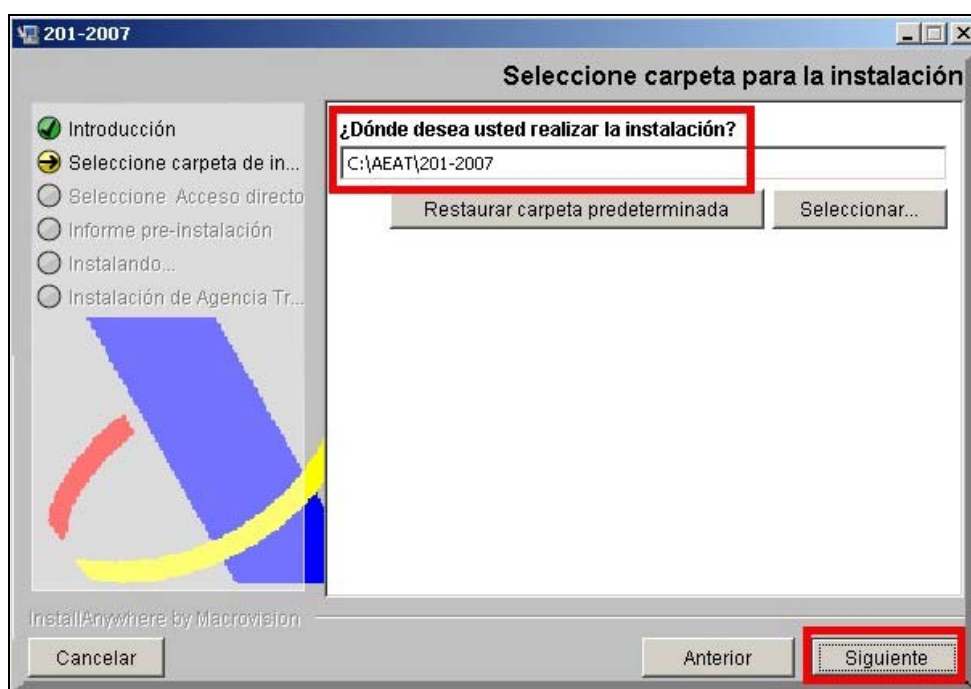 201-2007
Seleccione carpeta para la instalación
Introducción
Seleccione carpeta de in...
Seleccione Acceso directo
Informe pre-instalación
Instalando...
Instalación de Agencia Tr...
¿Dónde desea usted realizar la instalación?
C:\AEAT\201-2007
Restaurar carpeta predeterminada
Seleccionar...
InstallAnywhere by Macrovision
Cancelar
Anterior
Siguiente